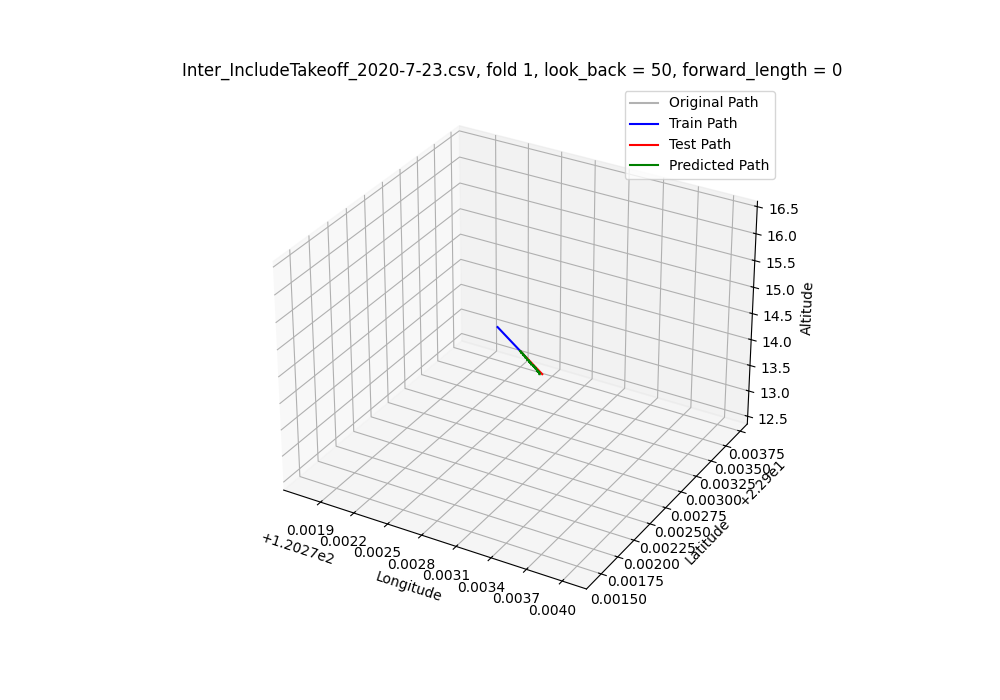 Inter_IncludeTakeoff_2020-7-23.csv, fold 1, look_back = 50, forward_length = 0
Original Path
Train Path
Test Path
Predicted Path
16.5
16.0
15.5
15.0
14.5
14.0
13.5
13.0
12.5
Altitude
0.00375
0.00350
0.00325
0.00300
0.00275
0.00250
0.00225
0.00200
0.00175
0.00150
+2.29e1
Latitude
0.0019
0.0022
0.0025
0.0028
0.0031
0.0034
0.0037
0.0040
+1.2027e2
Longitude